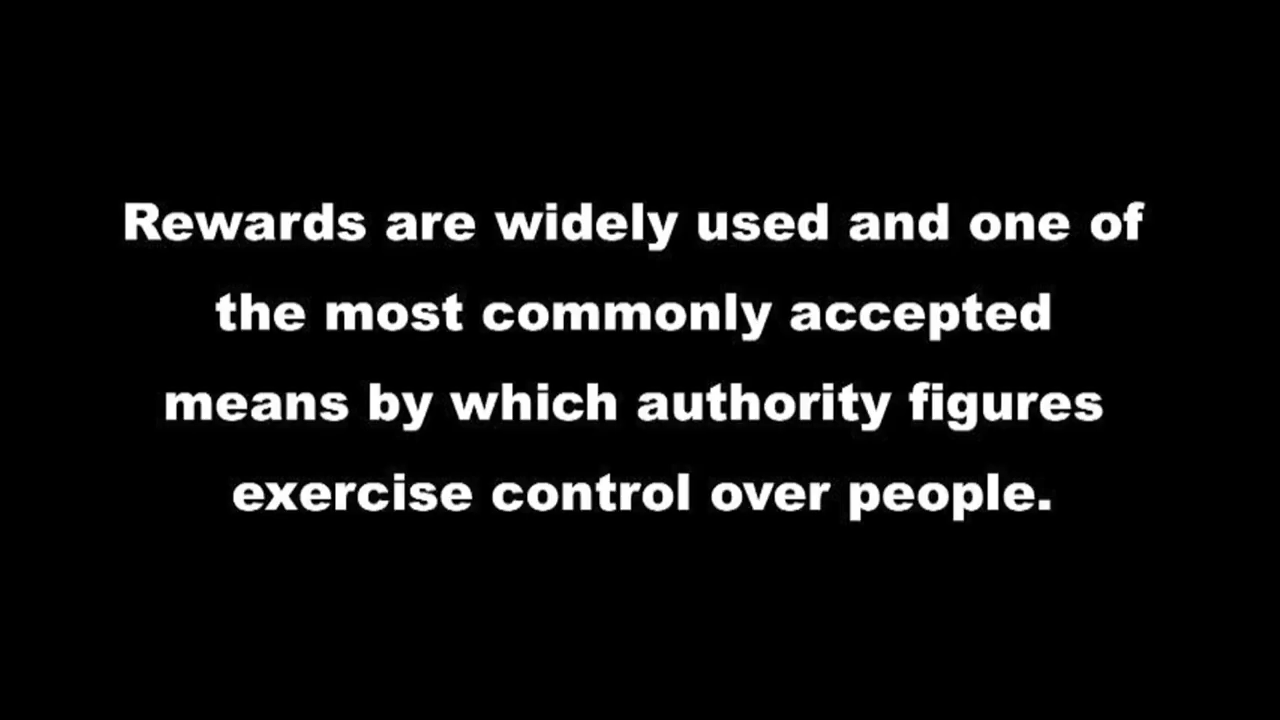 Rewards are widely used and one of
the most commonly accepted
means by which authority figures
exercise control over people.